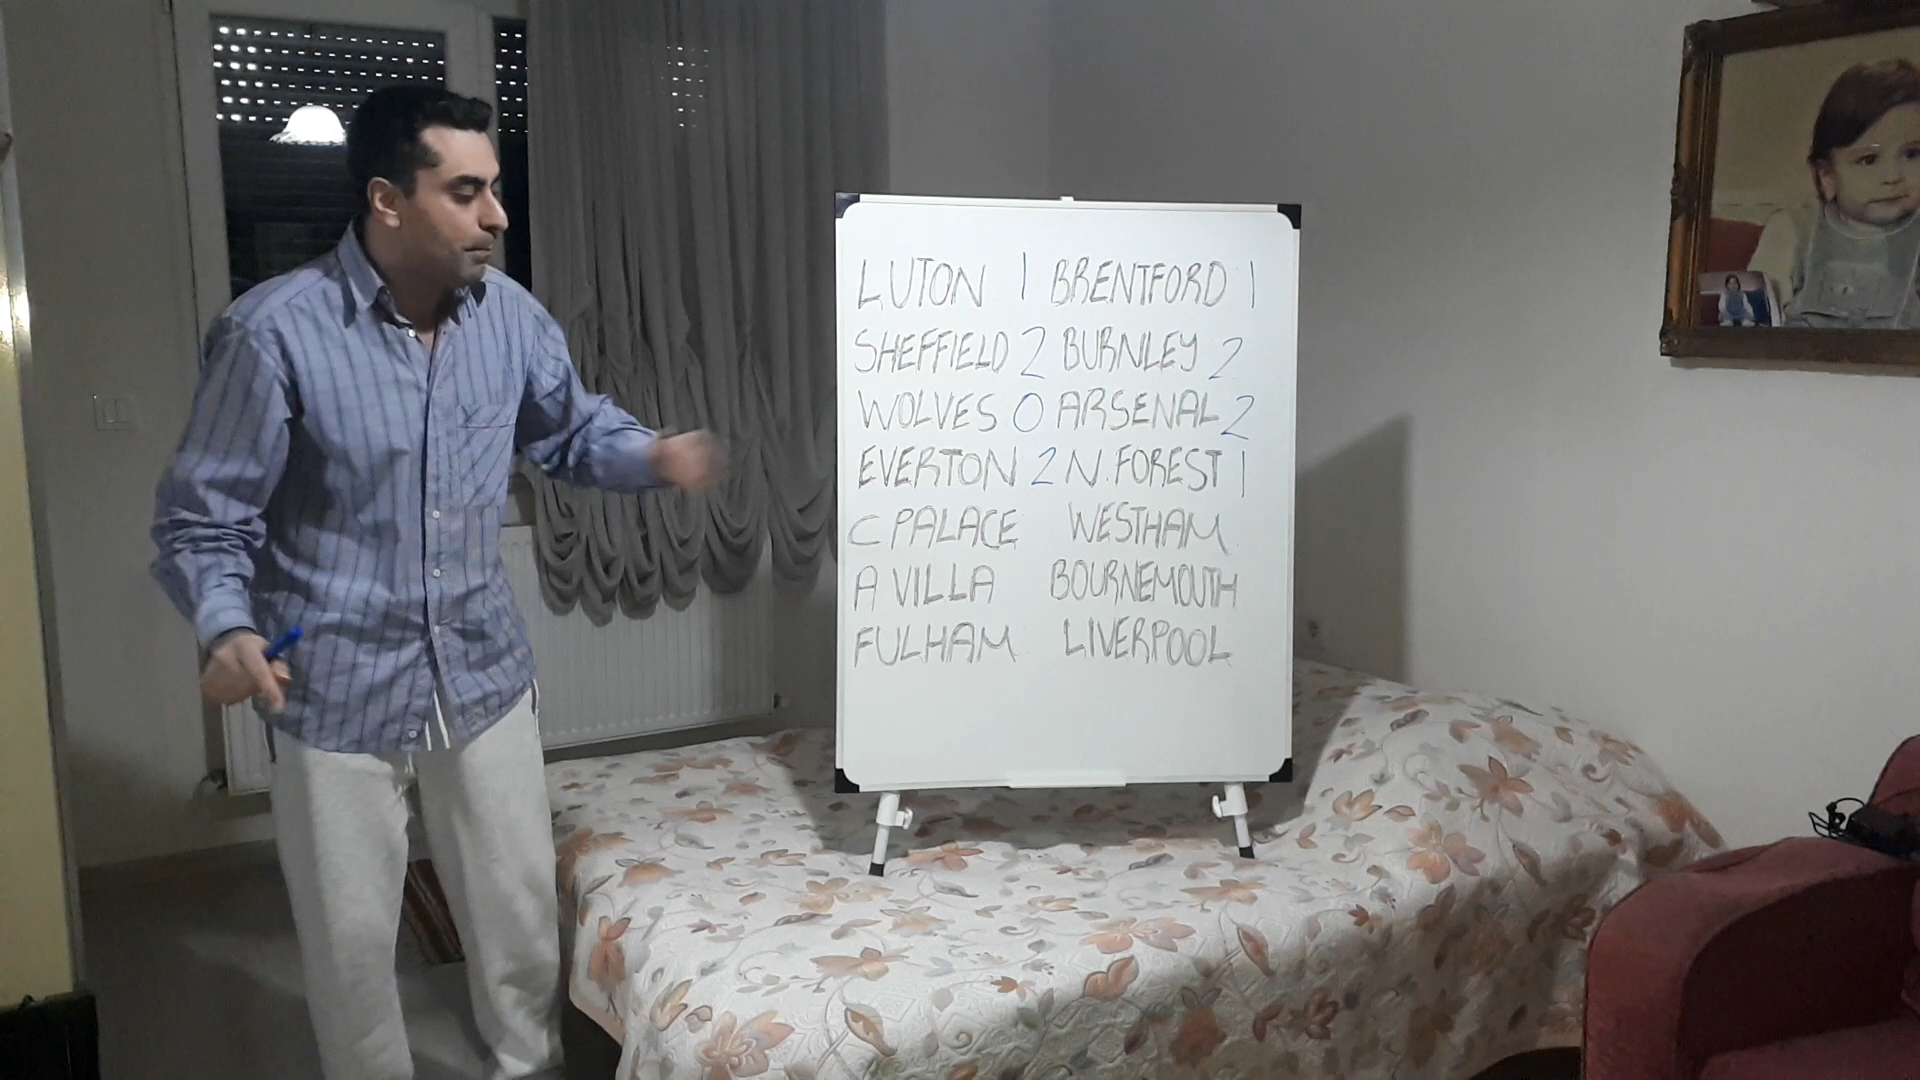 LUTON 1 BRENTFORD 1
SHEFFIELD 2 BURNLEY 2
WOLVES 0 ARSENAL 2
EVERTON 2 N. FOREST 1
C PALACE WESTHAM
A VILLA BOURNEMOUTH
FULHAM LIVERPOOL